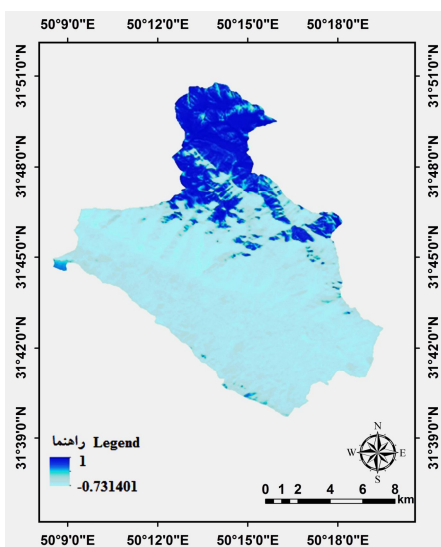 50°9'0"E 50°12'0"E 50°15'0"E 50°18'0"E
31°51'0"N 31°51'0"N
31°48'0"N 31°48'0"N
31°45'0"N 31°45'0"N
31°42'0"N 31°42'0"N
31°39'0"N 31°39'0"N
راهنما Legend
1
-0.731401
N
W E
S
0 1 2 4 6 8
km
50°9'0"E 50°12'0"E 50°15'0"E 50°18'0"E